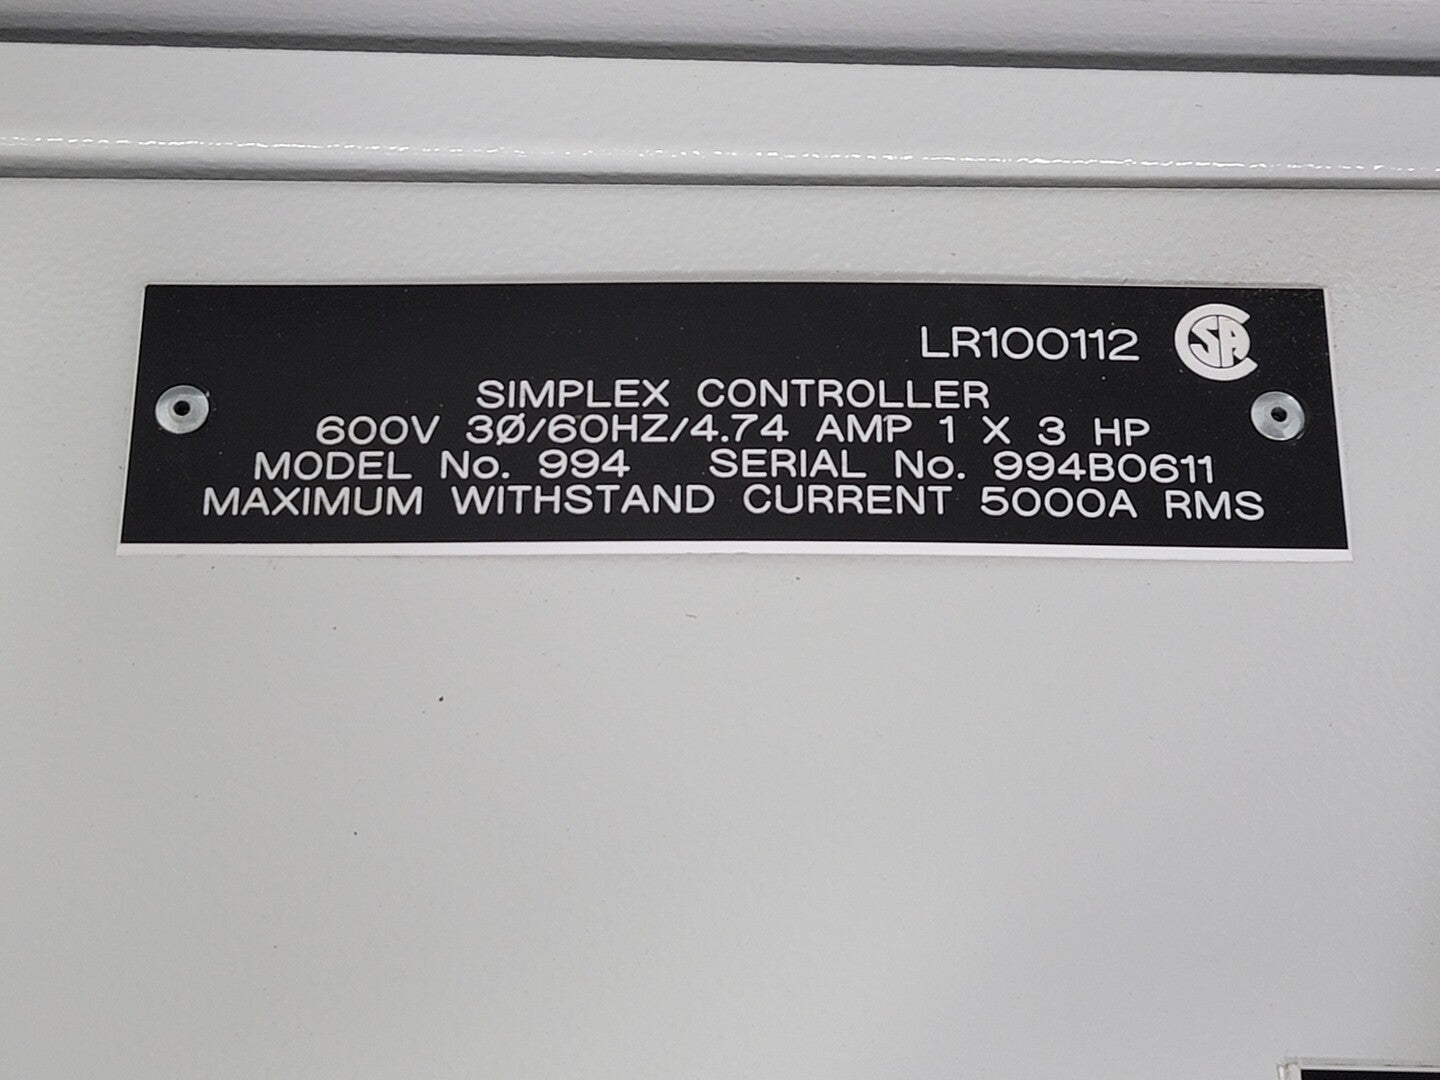 LR100112 CSA
SIMPLEX CONTROLLER
600V 3Ø/60HZ/4.74 AMP 1 X 3 HP
MODEL No. 994 SERIAL No. 994B0611
MAXIMUM WITHSTAND CURRENT 5000A RMS